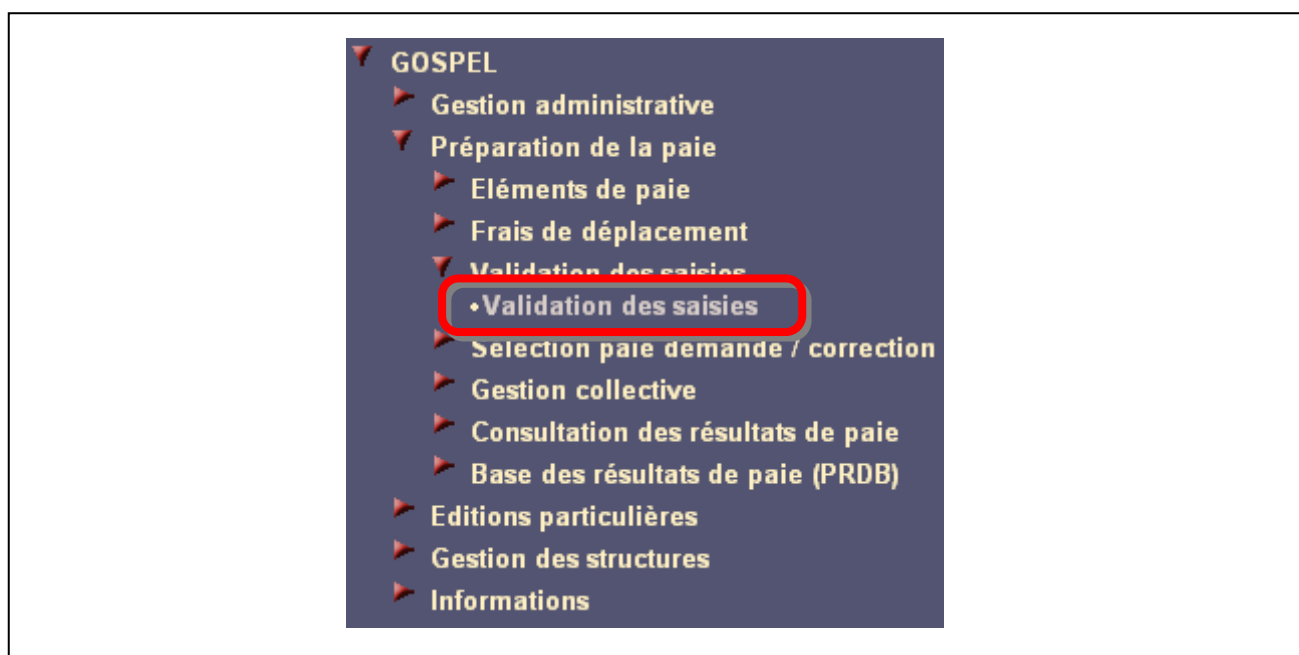 GOSPEL
Gestion administrative
Préparation de la paie
Eléments de paie
Frais de déplacement
Validation des saisies
•Validation des saisies
Sélection paie demande / correction
Gestion collective
Consultation des résultats de paie
Base des résultats de paie (PRDB)
Editions particulières
Gestion des structures
Informations